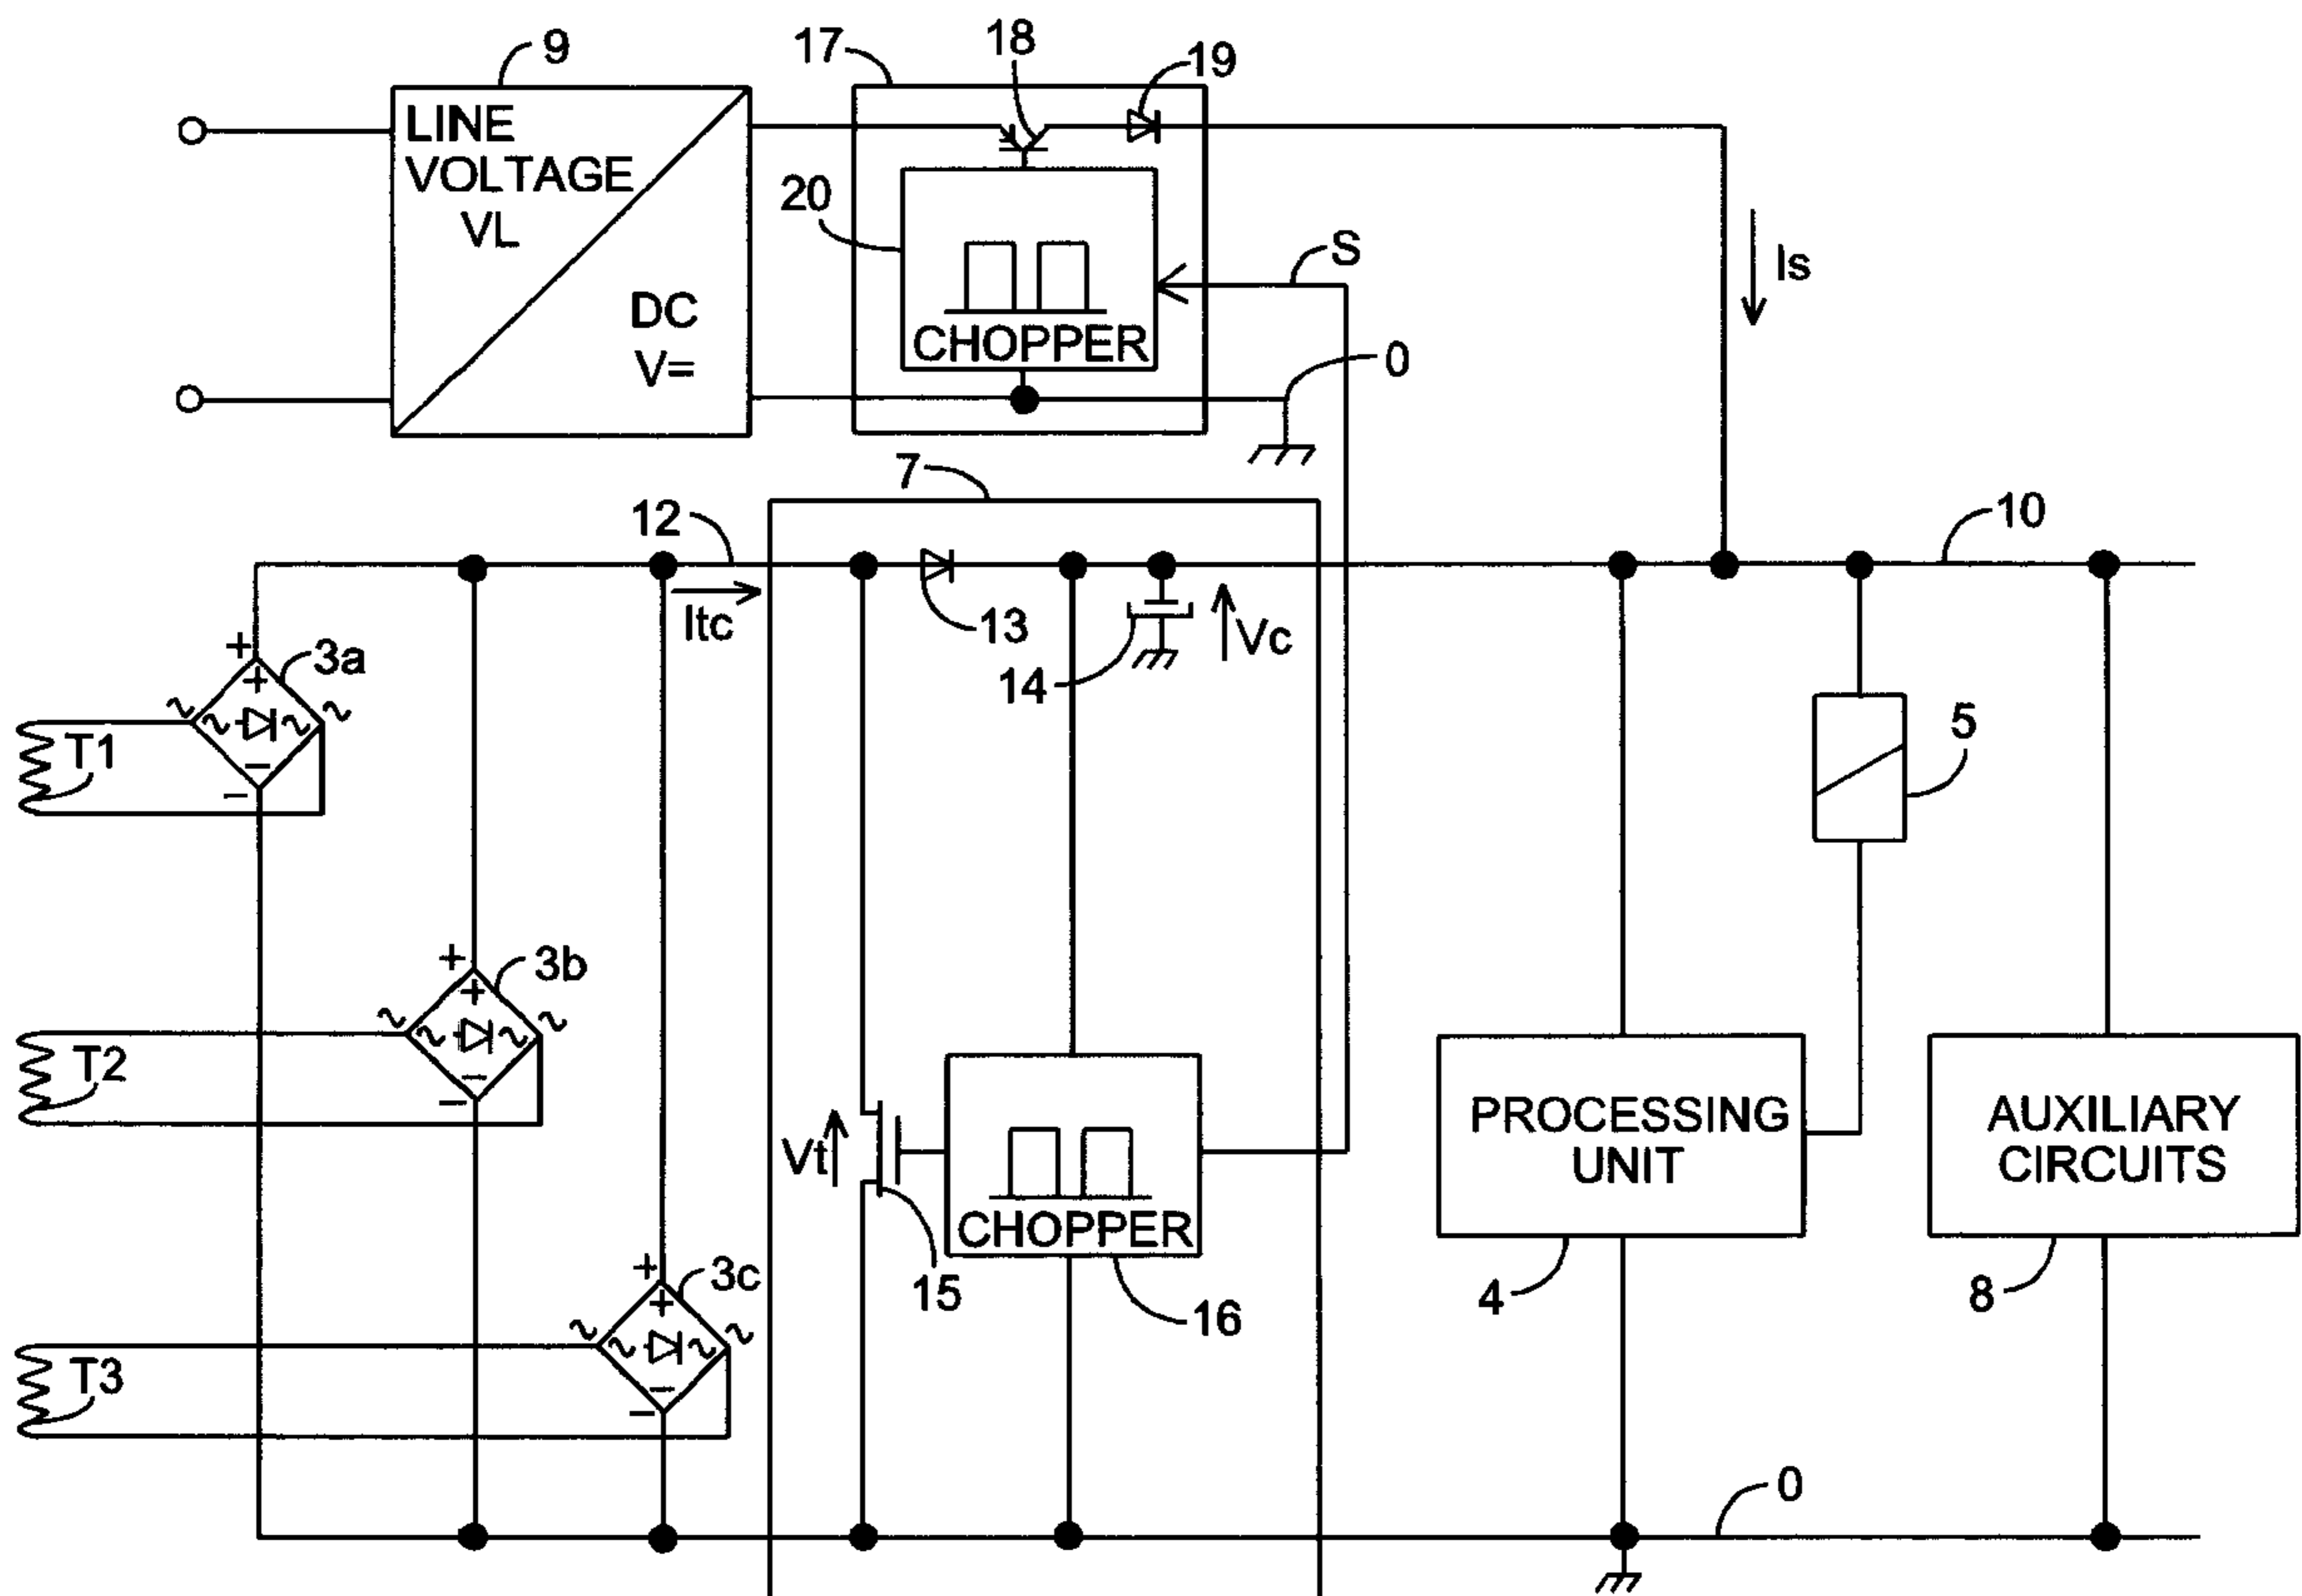 9
17
18
19
LINE
VOLTAGE
VL
DC
V=
20
CHOPPER
S
Is
0
7
12
10
Itc
13
14
Vc
+
3a
+
~
~
~
~
T1
−
−
5
+
3b
+
~
~
~
~
T2
−
−
Vt
CHOPPER
15
16
PROCESSING
UNIT
4
AUXILIARY
CIRCUITS
8
+
3c
+
~
~
~
~
T3
−
−
0